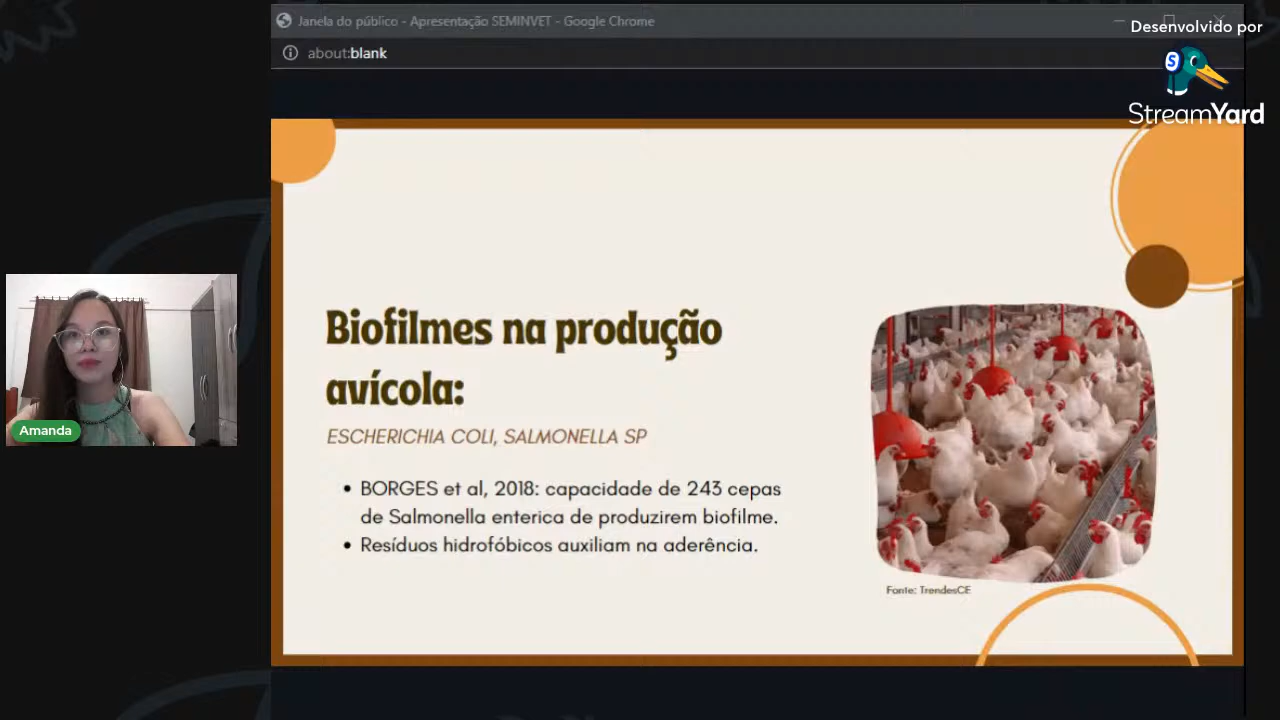 Janela do público - Apresentação SEMINVET - Google Chrome
about:blank
Desenvolvido por
StreamYard
Biofilmes na produção
avícola:
ESCHERICHIA COLI, SALMONELLA SP
• BORGES et al, 2018: capacidade de 243 cepas
de Salmonella enterica de produzirem biofilme.
• Resíduos hidrofóbicos auxiliam na aderência.
Fonte: TrendesCE
Amanda